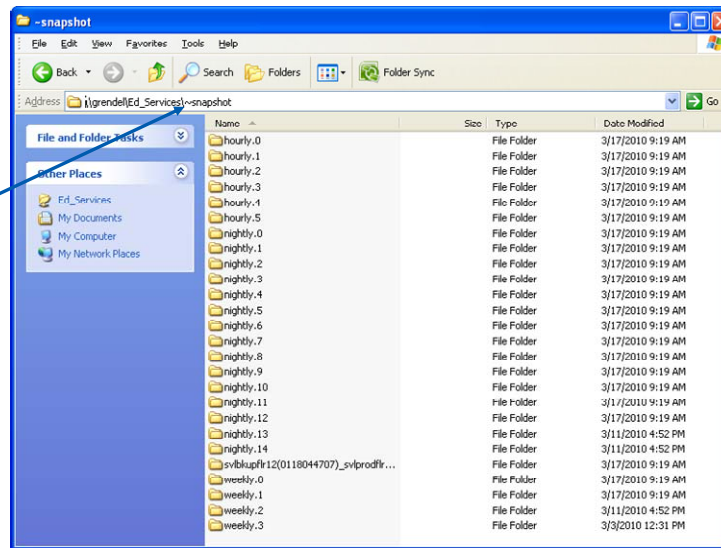 ~snapshot
File Edit View Favorites Tools Help
Back Search Folders Folder Sync
Address \\grendel\Ed_Services\~snapshot Go
Name Size Type Date Modified
File and Folder Tasks
Other Places
Ed_Services
My Documents
My Computer
My Network Places
hourly.0 File Folder 3/17/2010 9:19 AM
hourly.1 File Folder 3/17/2010 9:19 AM
hourly.2 File Folder 3/17/2010 9:19 AM
hourly.3 File Folder 3/17/2010 9:19 AM
hourly.4 File Folder 3/17/2010 9:19 AM
hourly.5 File Folder 3/17/2010 9:19 AM
nightly.0 File Folder 3/17/2010 9:19 AM
nightly.1 File Folder 3/17/2010 9:19 AM
nightly.2 File Folder 3/17/2010 9:19 AM
nightly.3 File Folder 3/17/2010 9:19 AM
nightly.4 File Folder 3/17/2010 9:19 AM
nightly.5 File Folder 3/17/2010 9:19 AM
nightly.6 File Folder 3/17/2010 9:19 AM
nightly.7 File Folder 3/17/2010 9:19 AM
nightly.8 File Folder 3/17/2010 9:19 AM
nightly.9 File Folder 3/17/2010 9:19 AM
nightly.10 File Folder 3/17/2010 9:19 AM
nightly.11 File Folder 3/17/2010 9:19 AM
nightly.12 File Folder 3/17/2010 9:19 AM
nightly.13 File Folder 3/11/2010 4:52 PM
nightly.14 File Folder 3/11/2010 4:52 PM
svlbkupflr12(0118044707)_svlprodflr... File Folder 3/17/2010 9:19 AM
weekly.0 File Folder 3/17/2010 9:19 AM
weekly.1 File Folder 3/17/2010 9:19 AM
weekly.2 File Folder 3/11/2010 4:52 PM
weekly.3 File Folder 3/3/2010 12:31 PM